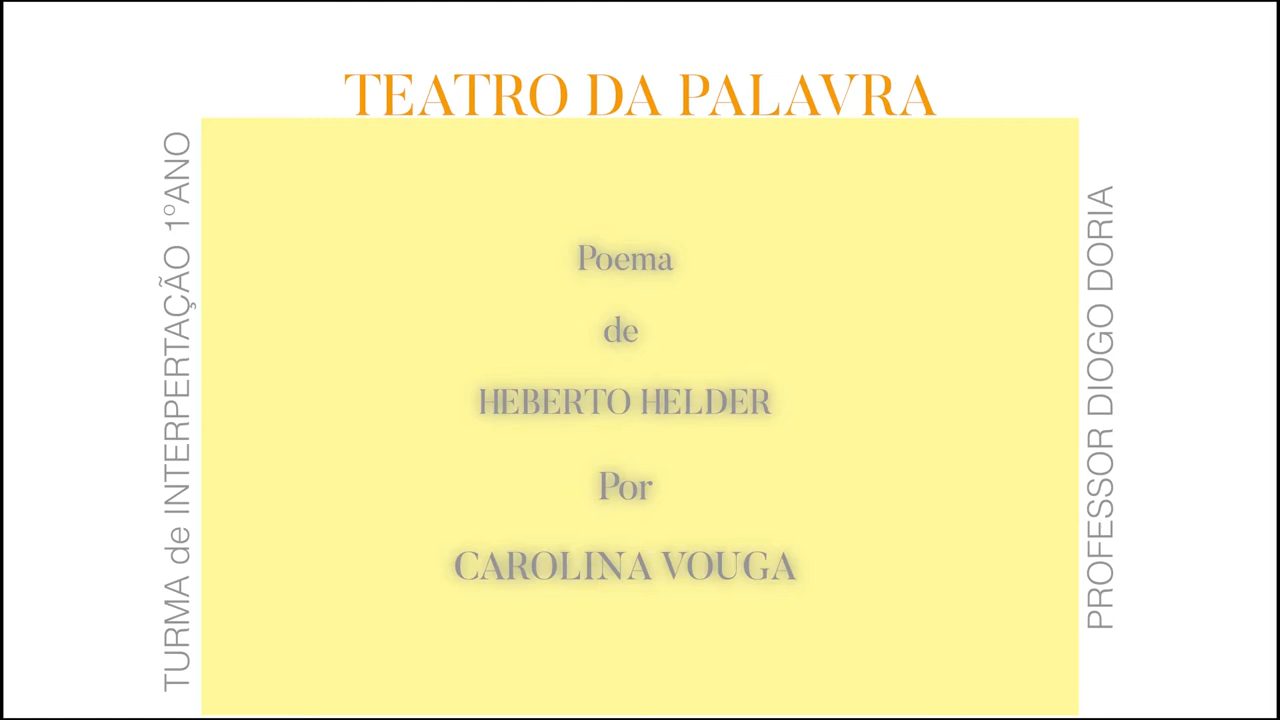 TEATRO DA PALAVRA
TURMA de INTERPERTAÇÃO 1ºANO
Poema
de
HEBERTO HELDER
Por
CAROLINA VOUGA
PROFESSOR DIOGO DORIA